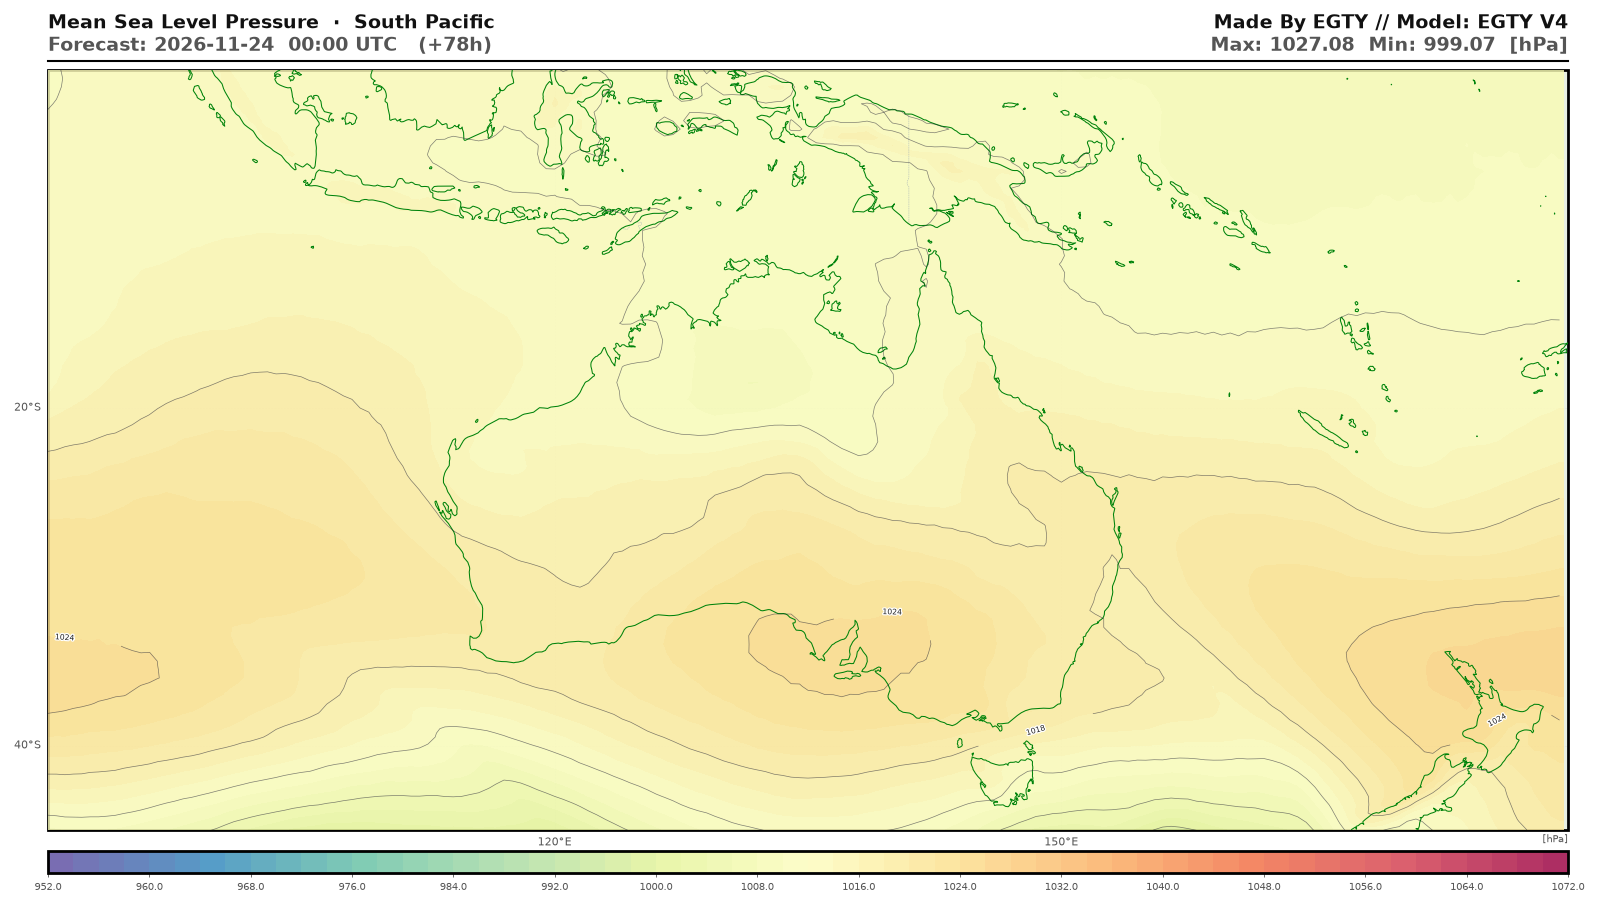 Mean Sea Level Pressure · South Pacific
Made By EGTY // Model: EGTY V4
Forecast: 2026-11-24 00:00 UTC (+78h)
Max: 1027.08 Min: 999.07 [hPa]
20°S
1024
1024
1024
1018
40°S
120°E
150°E
[hPa]
952.0
960.0
968.0
976.0
984.0
992.0
1000.0
1008.0
1016.0
1024.0
1032.0
1040.0
1048.0
1056.0
1064.0
1072.0